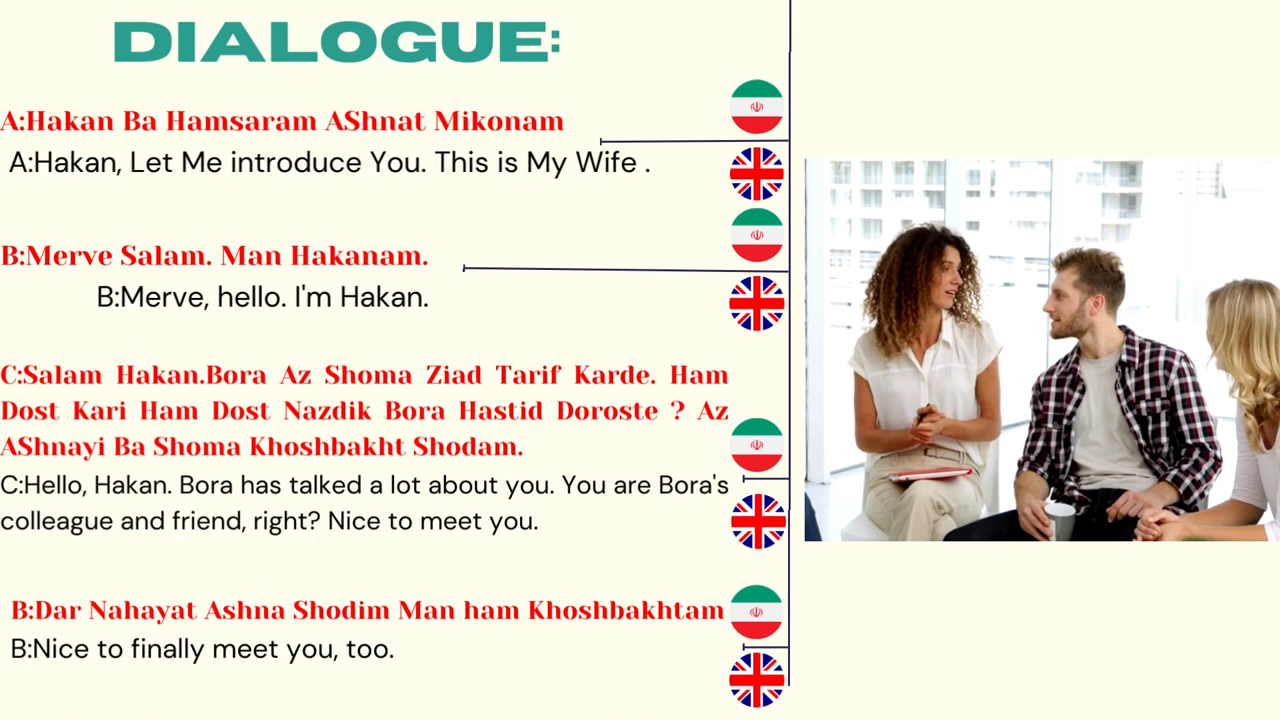 DIALOGUE:
A:Hakan Ba Hamsaram AShnat Mikonam
A:Hakan, Let Me introduce You. This is My Wife .
B:Merve Salam. Man Hakanam.
B:Merve, hello. I'm Hakan.
C:Salam Hakan.Bora Az Shoma Ziad Tarif Karde. Ham
Dost Kari Ham Dost Nazdik Bora Hastid Doroste ? Az
AShnayi Ba Shoma Khoshbakht Shodam.
C:Hello, Hakan. Bora has talked a lot about you. You are Bora's
colleague and friend, right? Nice to meet you.
B:Dar Nahayat Ashna Shodim Man ham Khoshbakhtam
B:Nice to finally meet you, too.